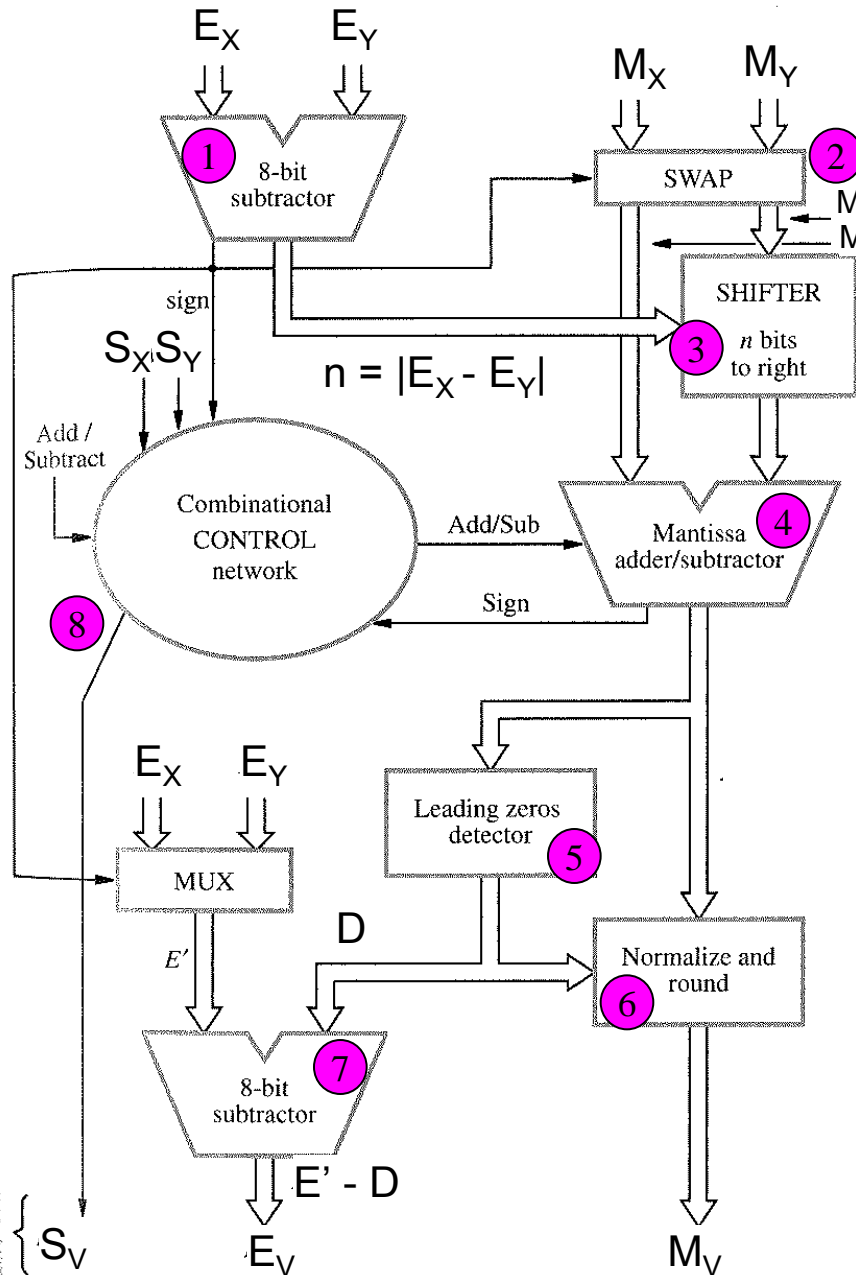 E_X E_Y
M_X M_Y
1
8-bit
subtractor
2
SWAP
M
M
sign
SHIFTER
n bits
to right
3
S_X S_Y
n = |E_X - E_Y|
Add /
Subtract
Combinational
CONTROL
network
Add/Sub
4
Mantissa
adder/subtractor
Sign
8
E_X E_Y
Leading zeros
detector
5
MUX
E'
D
Normalize and
round
6
7
8-bit
subtractor
E' - D
S_V E_V M_V